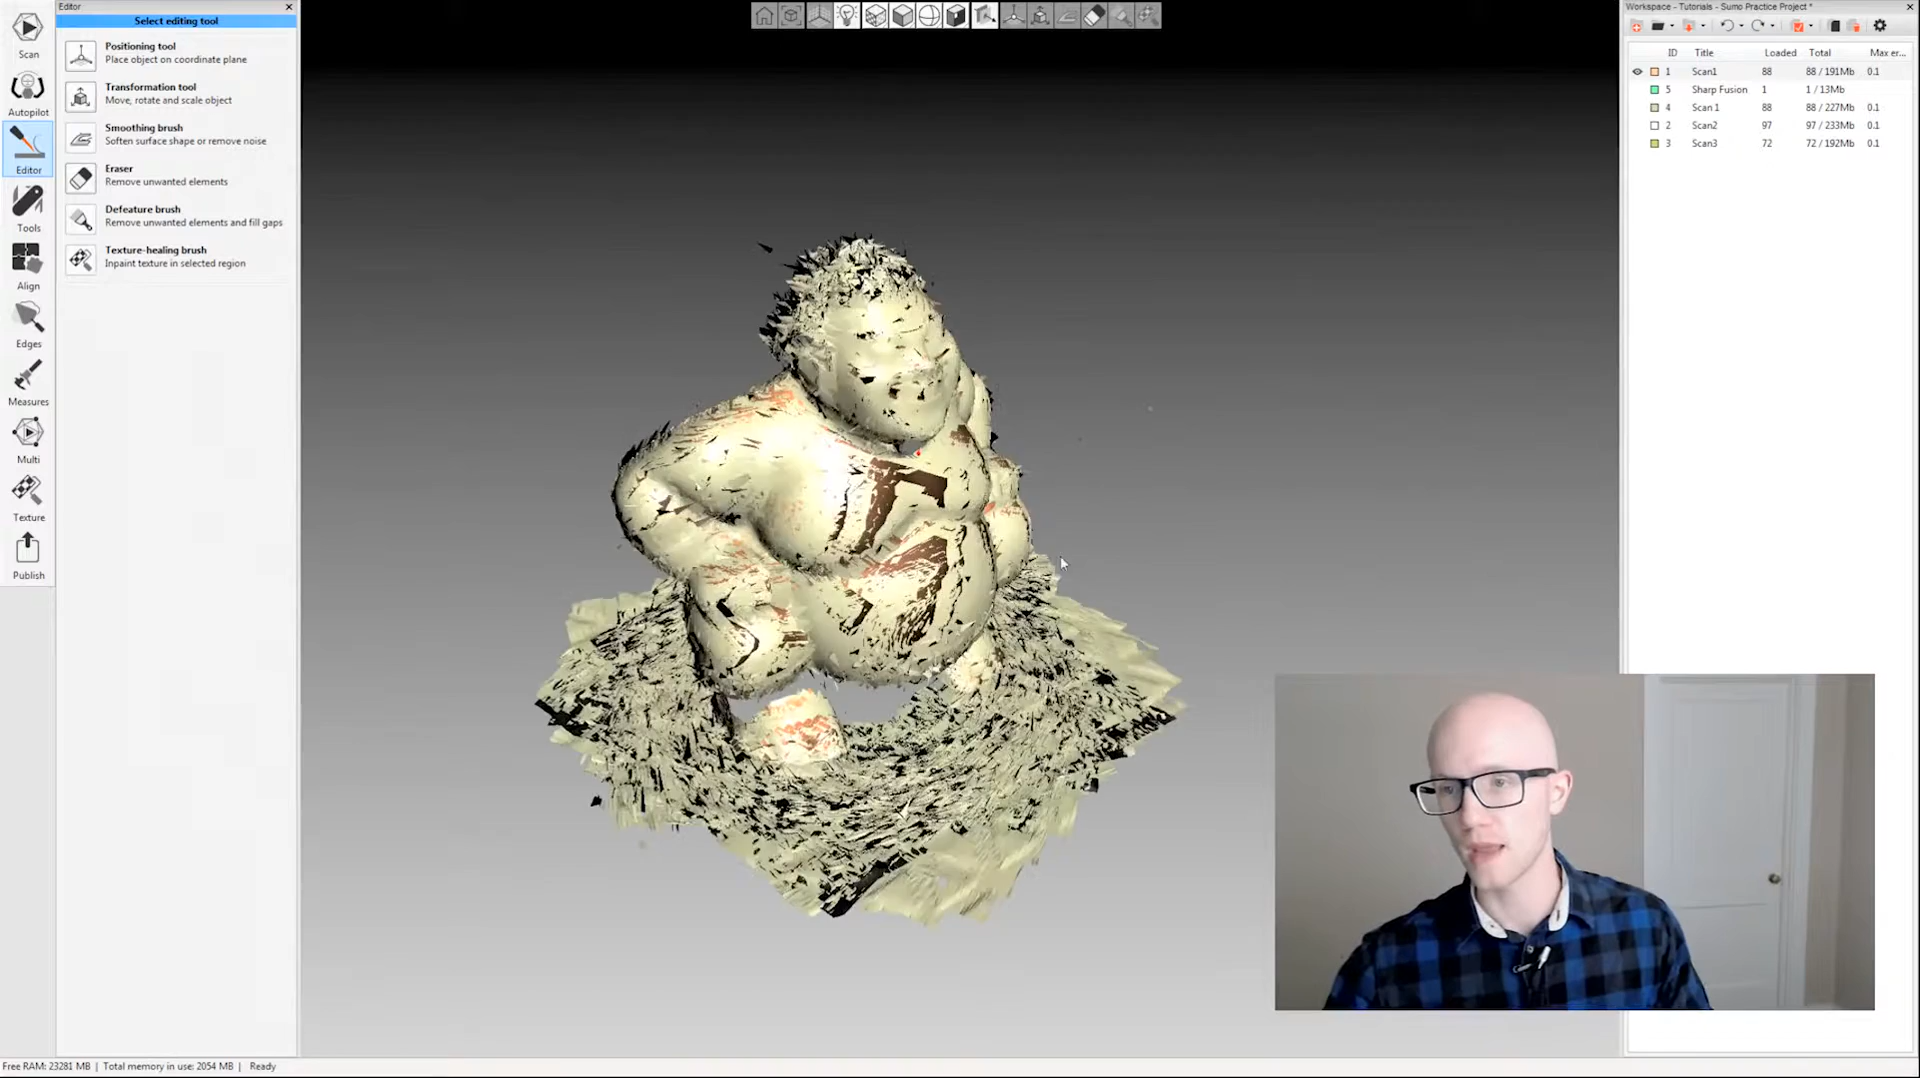 Editor
Select editing tool
Scan
Autopilot
Editor
Tools
Align
Edges
Measures
Multi
Texture
Publish
Positioning tool
Place object on coordinate plane
Transformation tool
Move, rotate and scale object
Smoothing brush
Soften surface shape or remove noise
Eraser
Remove unwanted elements
Defeature brush
Remove unwanted elements and fill gaps
Texture-healing brush
Inpaint texture in selected region
Workspace - Tutorials - Sumo Practice Project *
ID Title Loaded Total Max er...
1 Scan1 88 88 / 191Mb 0.1
5 Sharp Fusion 1 1 / 13Mb
4 Scan 1 88 88 / 227Mb 0.1
2 Scan2 97 97 / 233Mb 0.1
3 Scan3 72 72 / 192Mb 0.1
Free RAM: 23281 MB | Total memory in use: 2054 MB | Ready